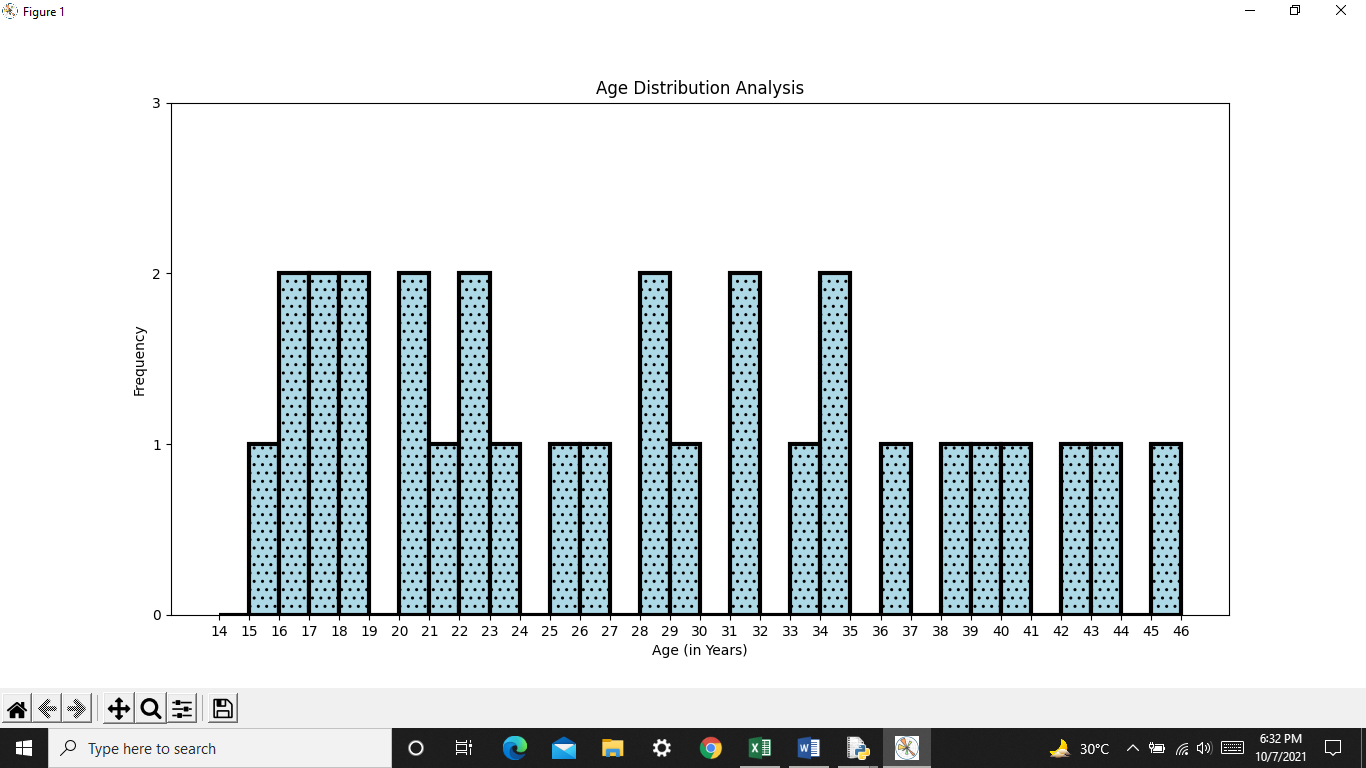 Figure 1
Age Distribution Analysis
3
2
1
0
Frequency
14 15 16 17 18 19 20 21 22 23 24 25 26 27 28 29 30 31 32 33 34 35 36 37 38 39 40 41 42 43 44 45 46
Age (in Years)
Type here to search
30°C
6:32 PM
10/7/2021